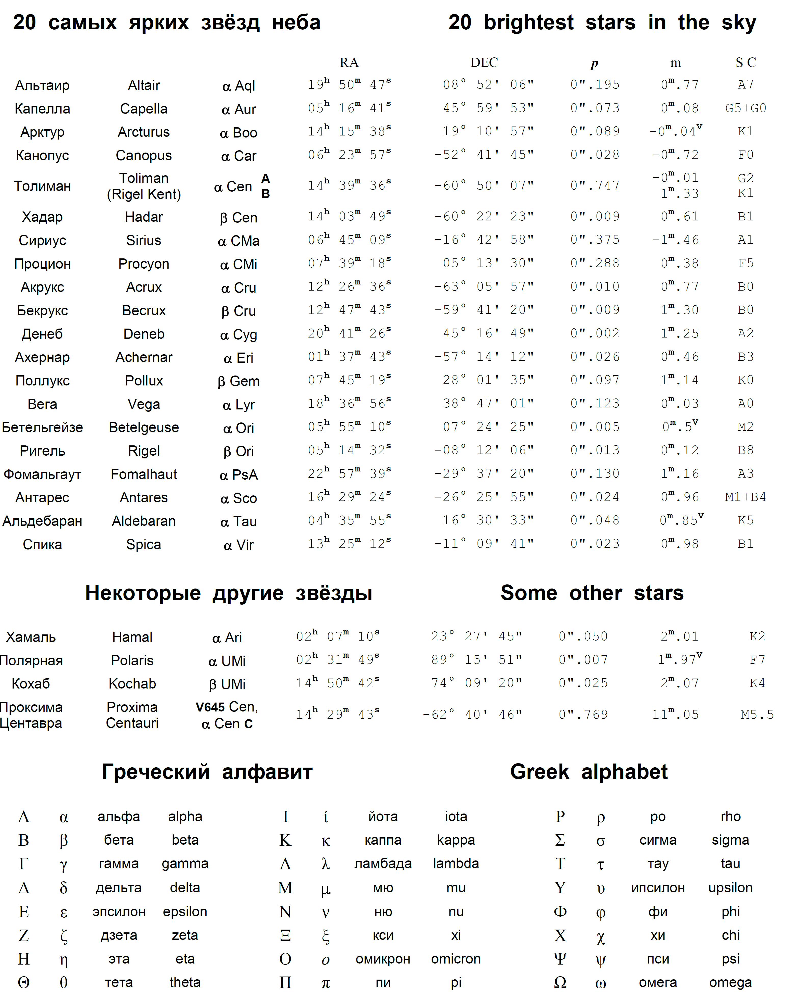 20 самых ярких звёзд неба 20 brightest stars in the sky
RA DEC p m S C
Альтаир Altair α Aql 19ʰ 50ᵐ 47ˢ 08° 52' 06" 0".195 0ᵐ.77 A7
Капелла Capella α Aur 05ʰ 16ᵐ 41ˢ 45° 59' 53" 0".073 0ᵐ.08 G5+G0
Арктур Arcturus α Boo 14ʰ 15ᵐ 38ˢ 19° 10' 57" 0".089 -0ᵐ.04ⱽ K1
Канопус Canopus α Car 06ʰ 23ᵐ 57ˢ -52° 41' 45" 0".028 -0ᵐ.72 F0
Толиман Toliman (Rigel Kent) α Cen A B 14ʰ 39ᵐ 36ˢ -60° 50' 07" 0".747 -0ᵐ.01 1ᵐ.33 G2 K1
Хадар Hadar β Cen 14ʰ 03ᵐ 49ˢ -60° 22' 23" 0".009 0ᵐ.61 B1
Сириус Sirius α CMa 06ʰ 45ᵐ 09ˢ -16° 42' 58" 0".375 -1ᵐ.46 A1
Процион Procyon α CMi 07ʰ 39ᵐ 18ˢ 05° 13' 30" 0".288 0ᵐ.38 F5
Акрукс Acrux α Cru 12ʰ 26ᵐ 36ˢ -63° 05' 57" 0".010 0ᵐ.77 B0
Бекрукс Becrux β Cru 12ʰ 47ᵐ 43ˢ -59° 41' 20" 0".009 1ᵐ.30 B0
Денеб Deneb α Cyg 20ʰ 41ᵐ 26ˢ 45° 16' 49" 0".002 1ᵐ.25 A2
Ахернар Achernar α Eri 01ʰ 37ᵐ 43ˢ -57° 14' 12" 0".026 0ᵐ.46 B3
Поллукс Pollux β Gem 07ʰ 45ᵐ 19ˢ 28° 01' 35" 0".097 1ᵐ.14 K0
Вега Vega α Lyr 18ʰ 36ᵐ 56ˢ 38° 47' 01" 0".123 0ᵐ.03 A0
Бетельгейзе Betelgeuse α Ori 05ʰ 55ᵐ 10ˢ 07° 24' 25" 0".005 0ᵐ.5ⱽ M2
Ригель Rigel β Ori 05ʰ 14ᵐ 32ˢ -08° 12' 06" 0".013 0ᵐ.12 B8
Фомальгаут Fomalhaut α PsA 22ʰ 57ᵐ 39ˢ -29° 37' 20" 0".130 1ᵐ.16 A3
Антарес Antares α Sco 16ʰ 29ᵐ 24ˢ -26° 25' 55" 0".024 0ᵐ.96 M1+B4
Альдебаран Aldebaran α Tau 04ʰ 35ᵐ 55ˢ 16° 30' 33" 0".048 0ᵐ.85ⱽ K5
Спика Spica α Vir 13ʰ 25ᵐ 12ˢ -11° 09' 41" 0".023 0ᵐ.98 B1
Некоторые другие звёзды Some other stars
Хамаль Hamal α Ari 02ʰ 07ᵐ 10ˢ 23° 27' 45" 0".050 2ᵐ.01 K2
Полярная Polaris α UMi 02ʰ 31ᵐ 49ˢ 89° 15' 51" 0".007 1ᵐ.97ⱽ F7
Кохаб Kochab β UMi 14ʰ 50ᵐ 42ˢ 74° 09' 20" 0".025 2ᵐ.07 K4
Проксима Центавра Proxima Centauri V645 Cen, α Cen C 14ʰ 29ᵐ 43ˢ -62° 40' 46" 0".769 11ᵐ.05 M5.5
Греческий алфавит Greek alphabet
Α α альфа alpha Ι ί йота iota Ρ ρ ро rho
Β β бета beta Κ κ каппа kappa Σ σ сигма sigma
Γ γ гамма gamma Λ λ ламбада lambda Τ τ тау tau
Δ δ дельта delta Μ μ мю mu Υ υ ипсилон upsilon
Ε ε эпсилон epsilon Ν ν ню nu Φ φ фи phi
Ζ ζ дзета zeta Ξ ξ кси xi Χ χ хи chi
Η η эта eta Ο ο омикрон omicron Ψ ψ пси psi
Θ θ тета theta Π π пи pi Ω ω омега omega